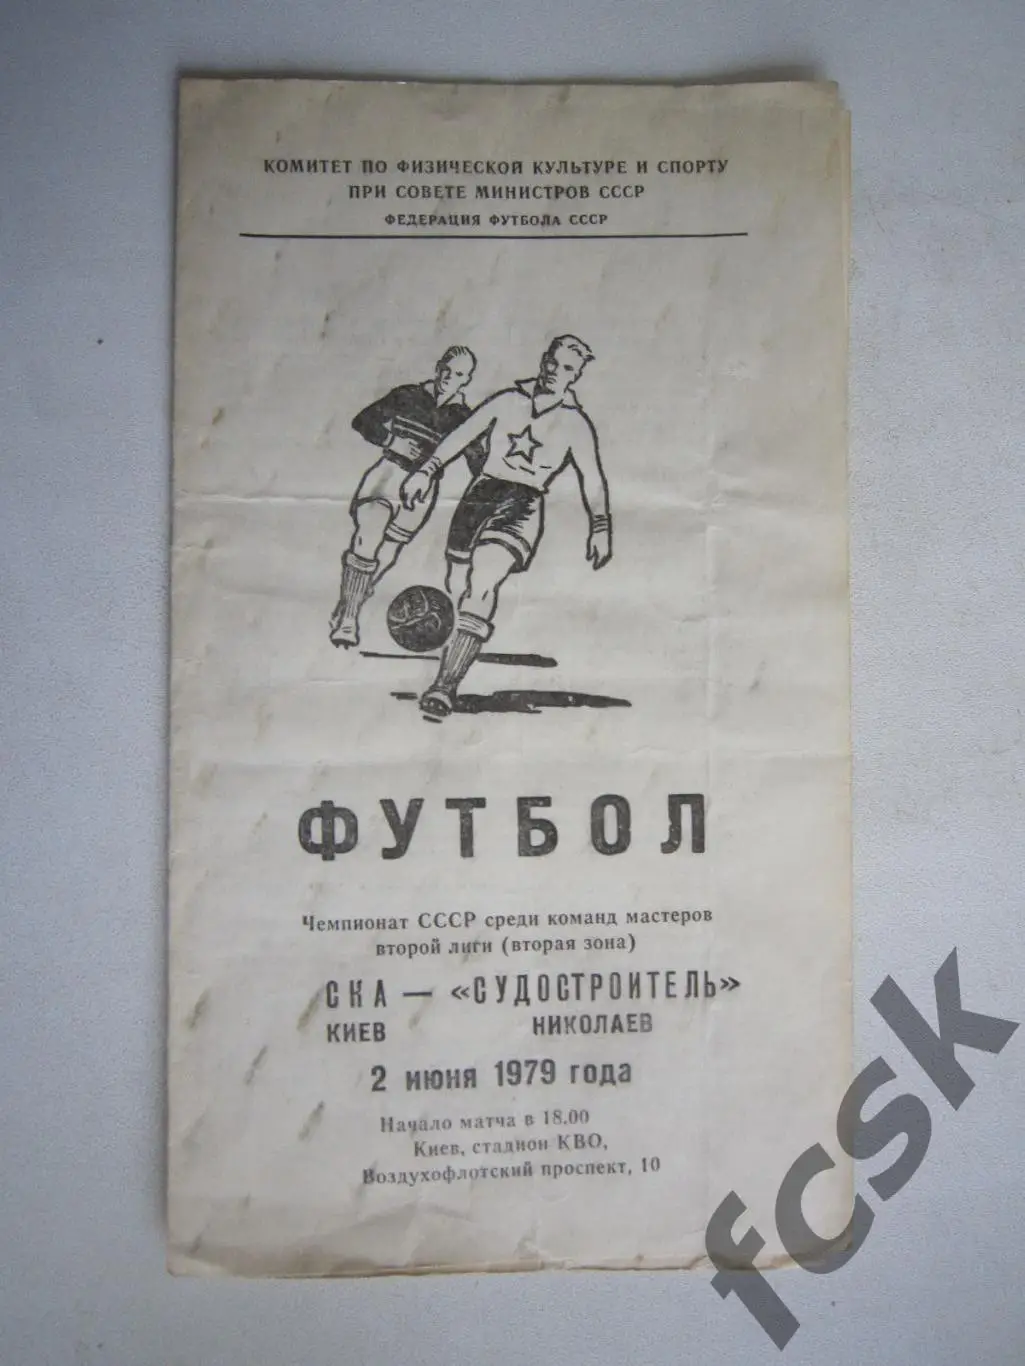 КОМИТЕТ ПО ФИЗИЧЕСКОЙ КУЛЬТУРЕ И СПОРТУ
ПРИ СОВЕТЕ МИНИСТРОВ СССР
ФЕДЕРАЦИЯ ФУТБОЛА СССР
ФУТБОЛ
Чемпионат СССР среди команд мастеров
второй лиги (вторая зона)
СКА — «СУДОСТРОИТЕЛЬ»
КИЕВ НИКОЛАЕВ
2 июня 1979 года
Начало матча в 18.00
Киев, стадион КВО,
Воздухофлотский проспект, 10
fcsk